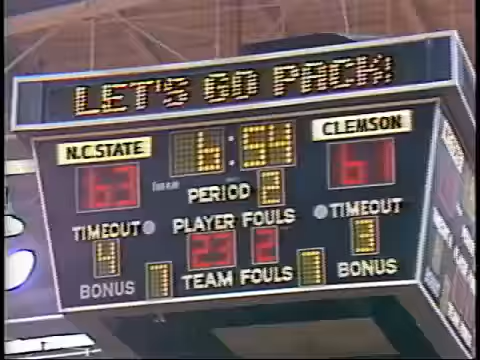 LET'S GO PACK!
N.C.STATE 6:54 CLEMSON
63 61
PERIOD 2
TIMEOUT PLAYER FOULS TIMEOUT
4 23 2 3
BONUS 7 TEAM FOULS 7 BONUS